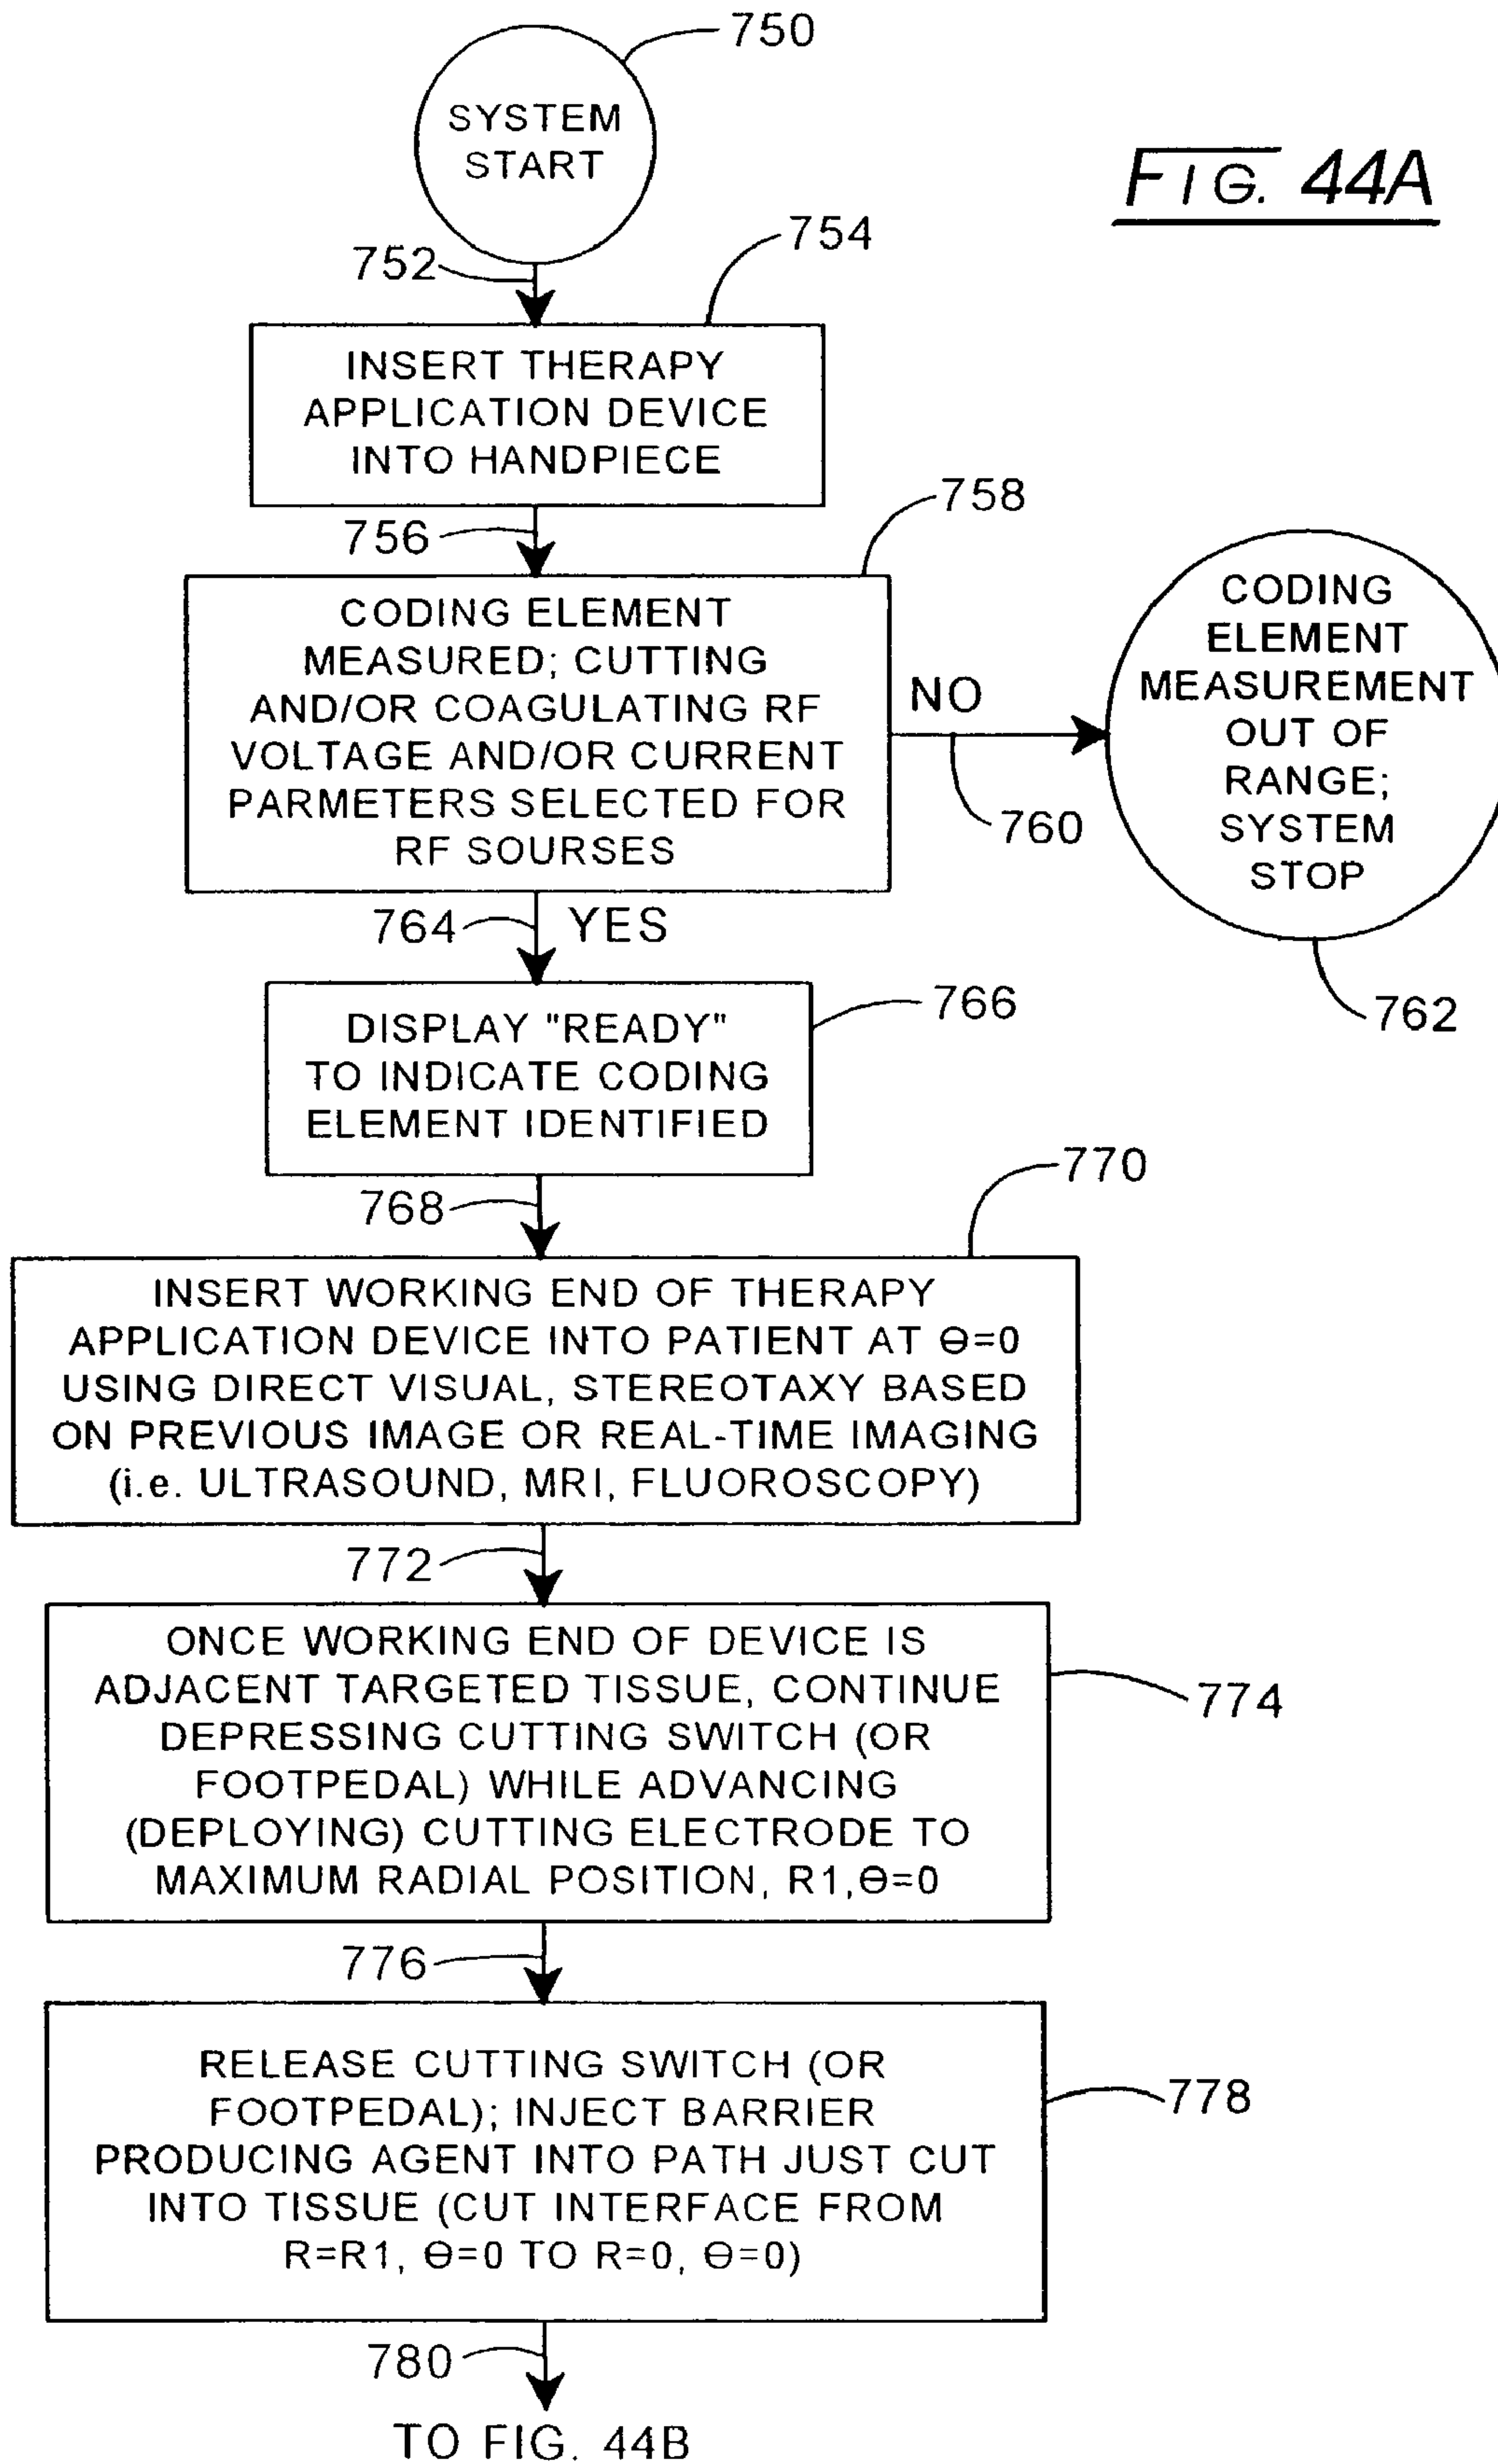 750
SYSTEM
START
FIG. 44A
752
754
INSERT THERAPY
APPLICATION DEVICE
INTO HANDPIECE
756
758
CODING ELEMENT
MEASURED; CUTTING
AND/OR COAGULATING RF
VOLTAGE AND/OR CURRENT
PARMETERS SELECTED FOR
RF SOURSES
NO
760
CODING
ELEMENT
MEASUREMENT
OUT OF
RANGE;
SYSTEM
STOP
762
764
YES
766
DISPLAY "READY"
TO INDICATE CODING
ELEMENT IDENTIFIED
768
770
INSERT WORKING END OF THERAPY
APPLICATION DEVICE INTO PATIENT AT Θ=0
USING DIRECT VISUAL, STEREOTAXY BASED
ON PREVIOUS IMAGE OR REAL-TIME IMAGING
(i.e. ULTRASOUND, MRI, FLUOROSCOPY)
772
ONCE WORKING END OF DEVICE IS
ADJACENT TARGETED TISSUE, CONTINUE
DEPRESSING CUTTING SWITCH (OR
FOOTPEDAL) WHILE ADVANCING
(DEPLOYING) CUTTING ELECTRODE TO
MAXIMUM RADIAL POSITION, R1,Θ=0
774
776
RELEASE CUTTING SWITCH (OR
FOOTPEDAL); INJECT BARRIER
PRODUCING AGENT INTO PATH JUST CUT
INTO TISSUE (CUT INTERFACE FROM
R=R1, Θ=0 TO R=0, Θ=0)
778
780
TO FIG. 44B